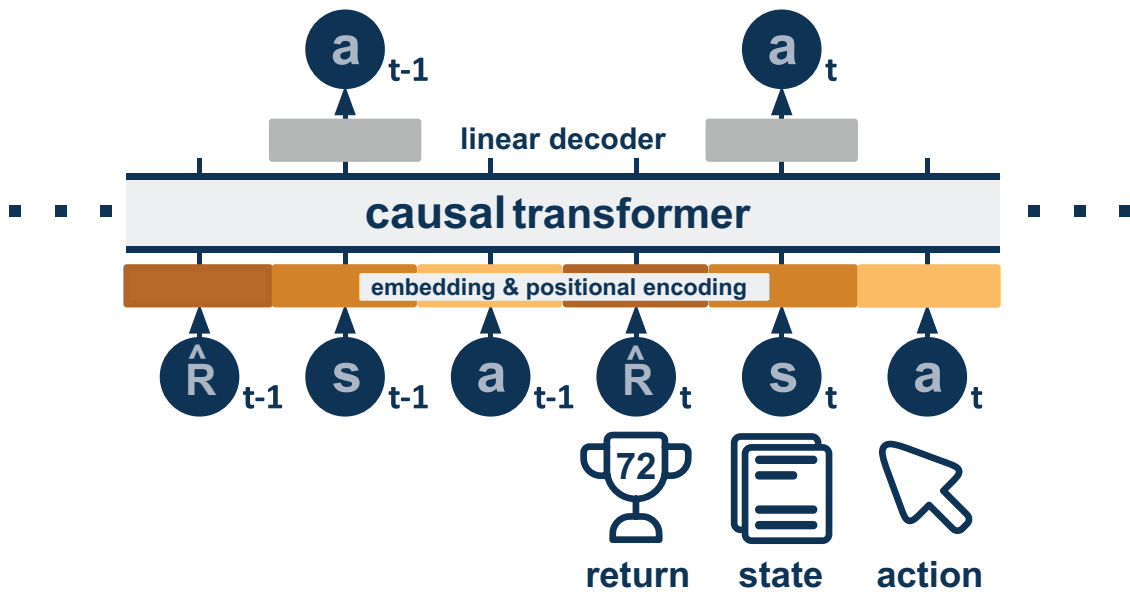 a t-1 a t
linear decoder
causal transformer
embedding & positional encoding
R̂ t-1 s t-1 a t-1 R̂ t s t a t
72
return state action